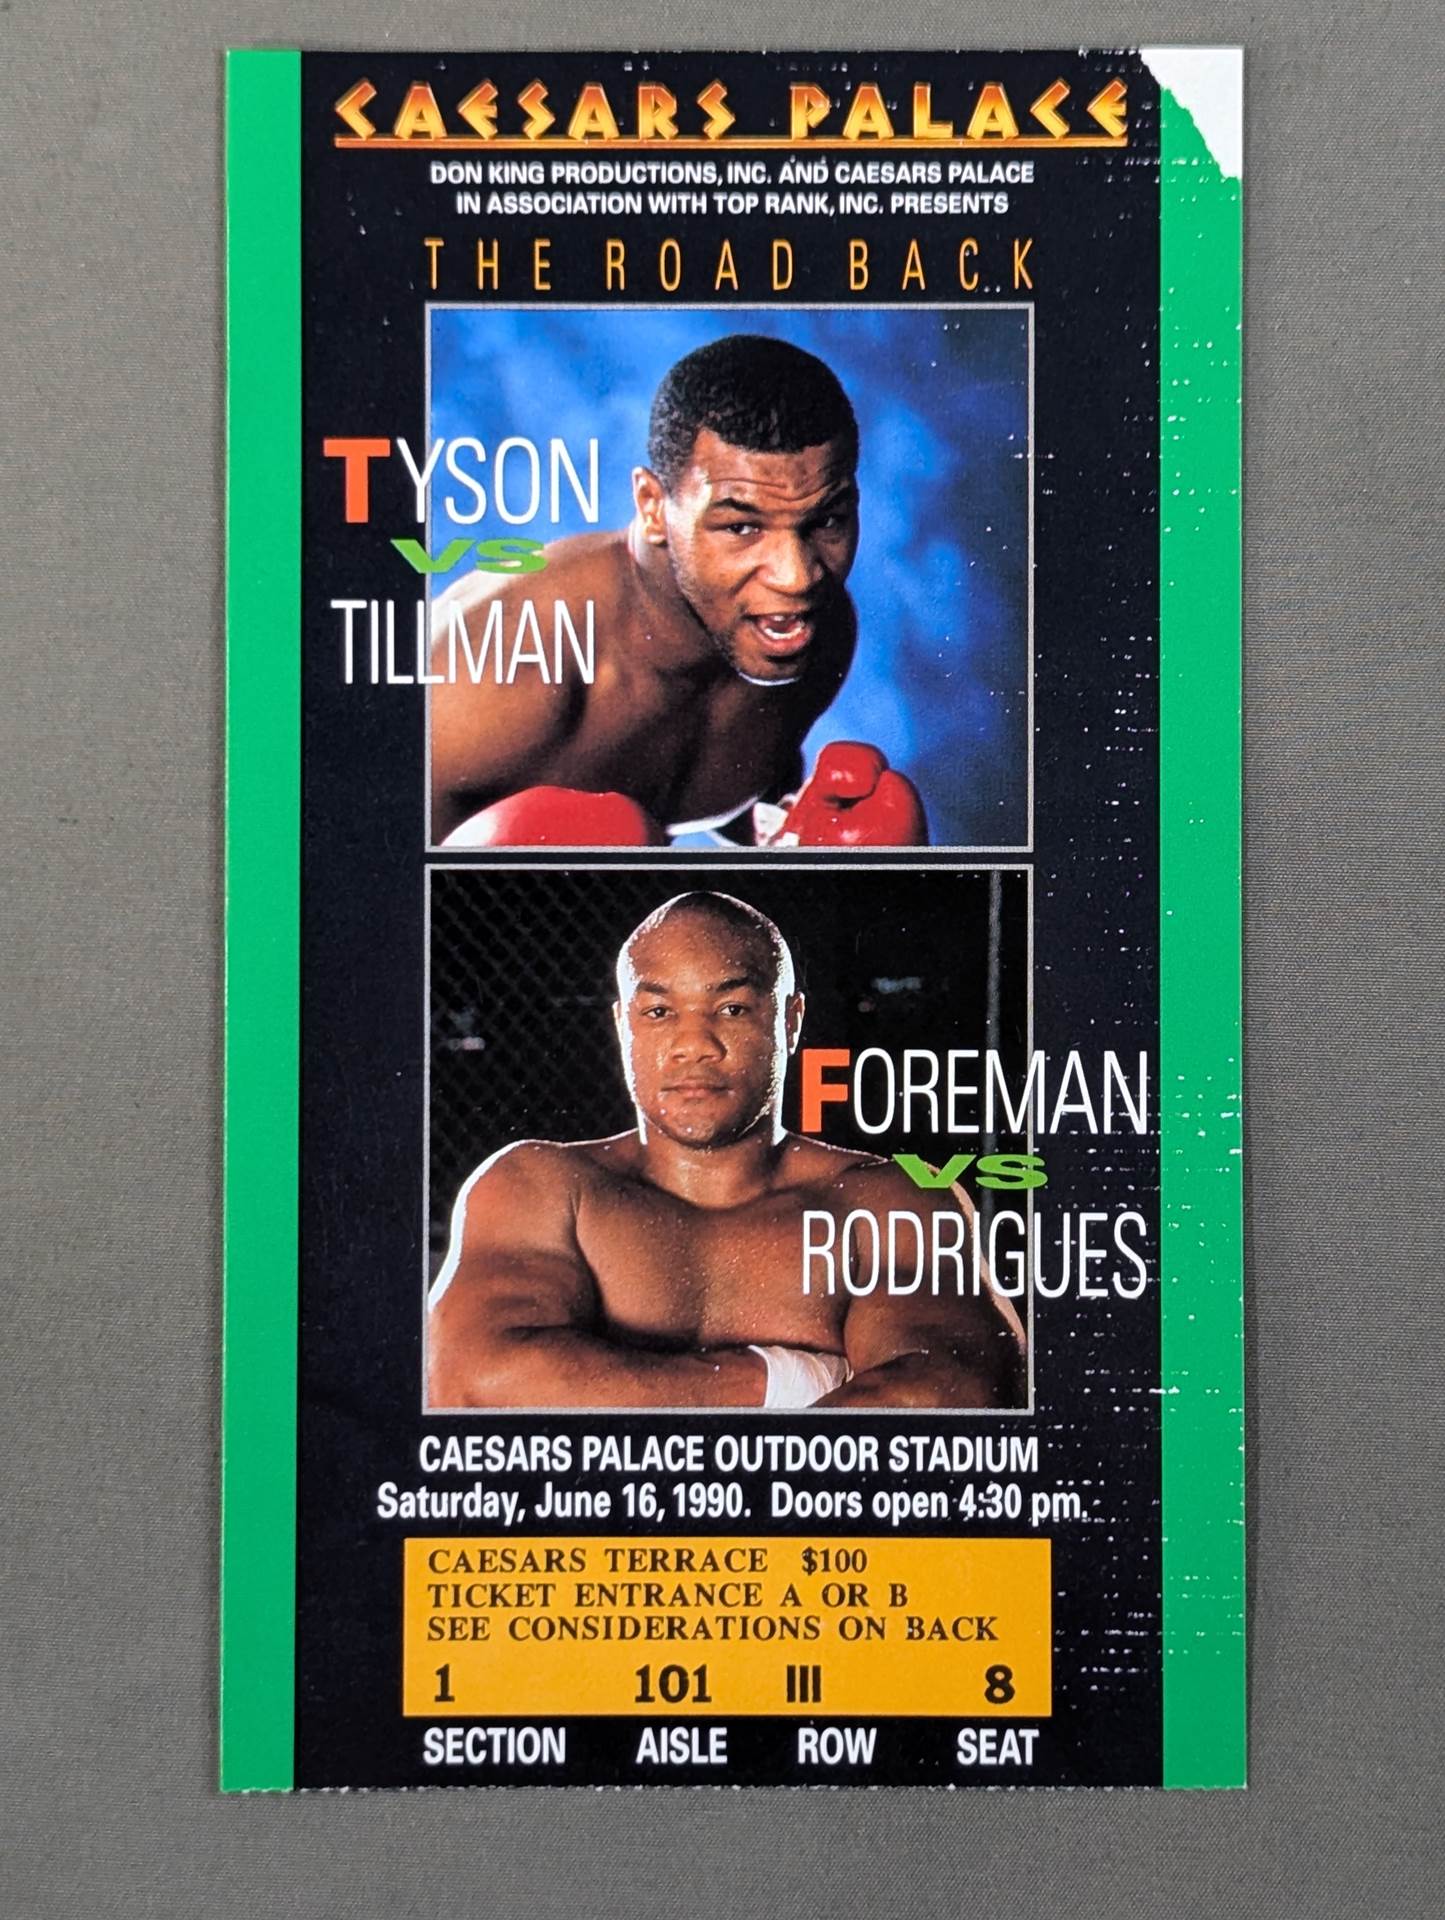 CAESARS PALACE
DON KING PRODUCTIONS, INC. AND CAESARS PALACE
IN ASSOCIATION WITH TOP RANK, INC. PRESENTS
THE ROAD BACK
TYSON
VS
TILLMAN
FOREMAN
VS
RODRIGUES
CAESARS PALACE OUTDOOR STADIUM
Saturday, June 16, 1990. Doors open 4:30 pm.
CAESARS TERRACE $100
TICKET ENTRANCE A OR B
SEE CONSIDERATIONS ON BACK
1 101 III 8
SECTION AISLE ROW SEAT